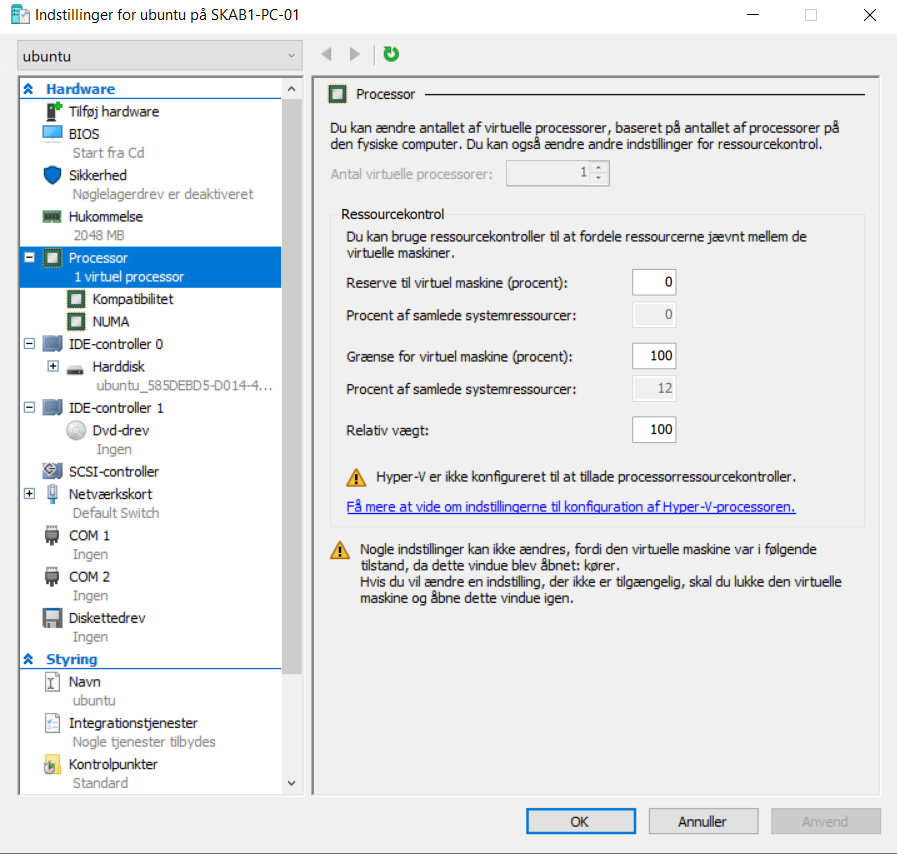 Indstillinger for ubuntu på SKAB1-PC-01
ubuntu
Hardware
Tilføj hardware
BIOS
Start fra Cd
Sikkerhed
Nøglelagerdrev er deaktiveret
Hukommelse
2048 MB
Processor
1 virtuel processor
Kompatibilitet
NUMA
IDE-controller 0
Harddisk
ubuntu_585DEBD5-D014-4...
IDE-controller 1
Dvd-drev
Ingen
SCSI-controller
Netværkskort
Default Switch
COM 1
Ingen
COM 2
Ingen
Diskettedrev
Ingen
Styring
Navn
ubuntu
Integrationstjenester
Nogle tjenester tilbydes
Kontrolpunkter
Standard
Processor
Du kan ændre antallet af virtuelle processorer, baseret på antallet af processorer på
den fysiske computer. Du kan også ændre andre indstillinger for ressourcekontrol.
Antal virtuelle processorer: 1
Ressourcekontrol
Du kan bruge ressourcekontroller til at fordele ressourcerne jævnt mellem de
virtuelle maskiner.
Reserve til virtuel maskine (procent): 0
Procent af samlede systemressourcer: 0
Grænse for virtuel maskine (procent): 100
Procent af samlede systemressourcer: 12
Relativ vægt: 100
Hyper-V er ikke konfigureret til at tillade processorressourcekontroller.
Få mere at vide om indstillingerne til konfiguration af Hyper-V-processoren.
Nogle indstillinger kan ikke ændres, fordi den virtuelle maskine var i følgende
tilstand, da dette vindue blev åbnet: kører.
Hvis du vil ændre en indstilling, der ikke er tilgængelig, skal du lukke den virtuelle
maskine og åbne dette vindue igen.
OK
Annuller
Anvend